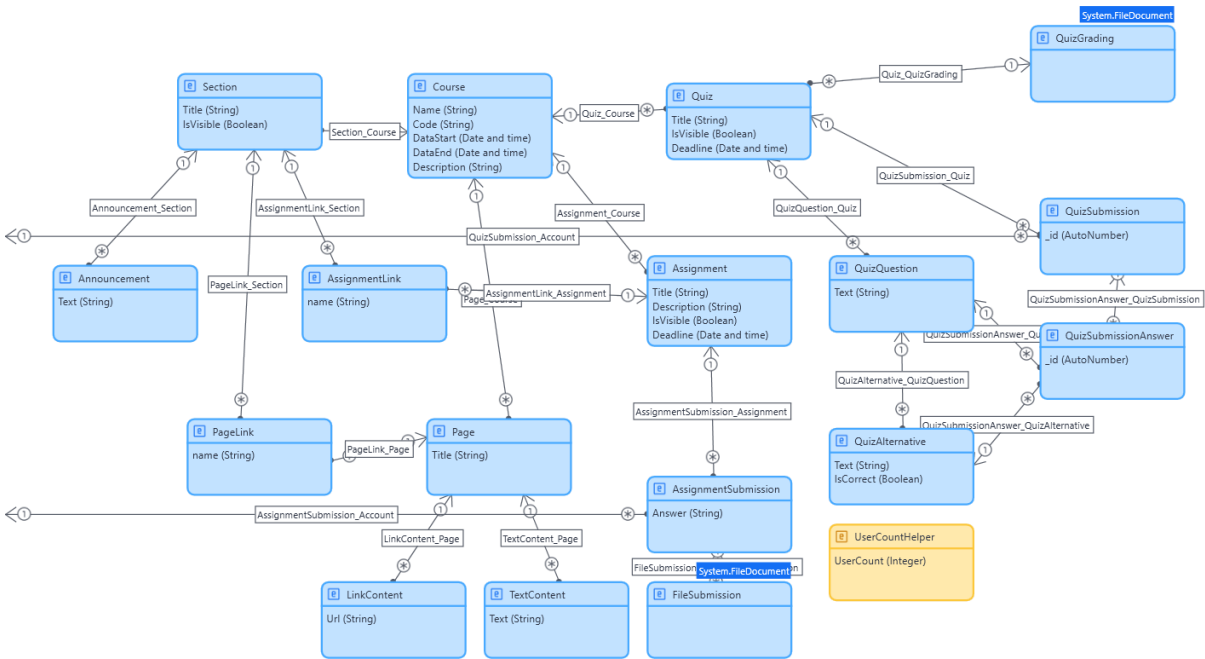 System.FileDocument
QuizGrading
Quiz_QuizGrading
Section
Title (String)
IsVisible (Boolean)
Section_Course
Course
Name (String)
Code (String)
DataStart (Date and time)
DataEnd (Date and time)
Description (String)
Quiz_Course
Quiz
Title (String)
IsVisible (Boolean)
Deadline (Date and time)
QuizSubmission_Quiz
Announcement_Section
AssignmentLink_Section
Assignment_Course
QuizQuestion_Quiz
QuizSubmission
_id (AutoNumber)
QuizSubmission_Account
Announcement
Text (String)
PageLink_Section
AssignmentLink
name (String)
AssignmentLink_Assignment
Page_Course
Assignment
Title (String)
Description (String)
IsVisible (Boolean)
Deadline (Date and time)
QuizQuestion
Text (String)
QuizSubmissionAnswer_QuizSubmission
QuizSubmissionAnswer_Qu
QuizSubmissionAnswer
_id (AutoNumber)
QuizAlternative_QuizQuestion
AssignmentSubmission_Assignment
QuizSubmissionAnswer_QuizAlternative
PageLink
name (String)
PageLink_Page
Page
Title (String)
QuizAlternative
Text (String)
IsCorrect (Boolean)
AssignmentSubmission
Answer (String)
AssignmentSubmission_Account
LinkContent_Page
TextContent_Page
UserCountHelper
UserCount (Integer)
FileSubmission
System.FileDocument
on
LinkContent
Url (String)
TextContent
Text (String)
FileSubmission